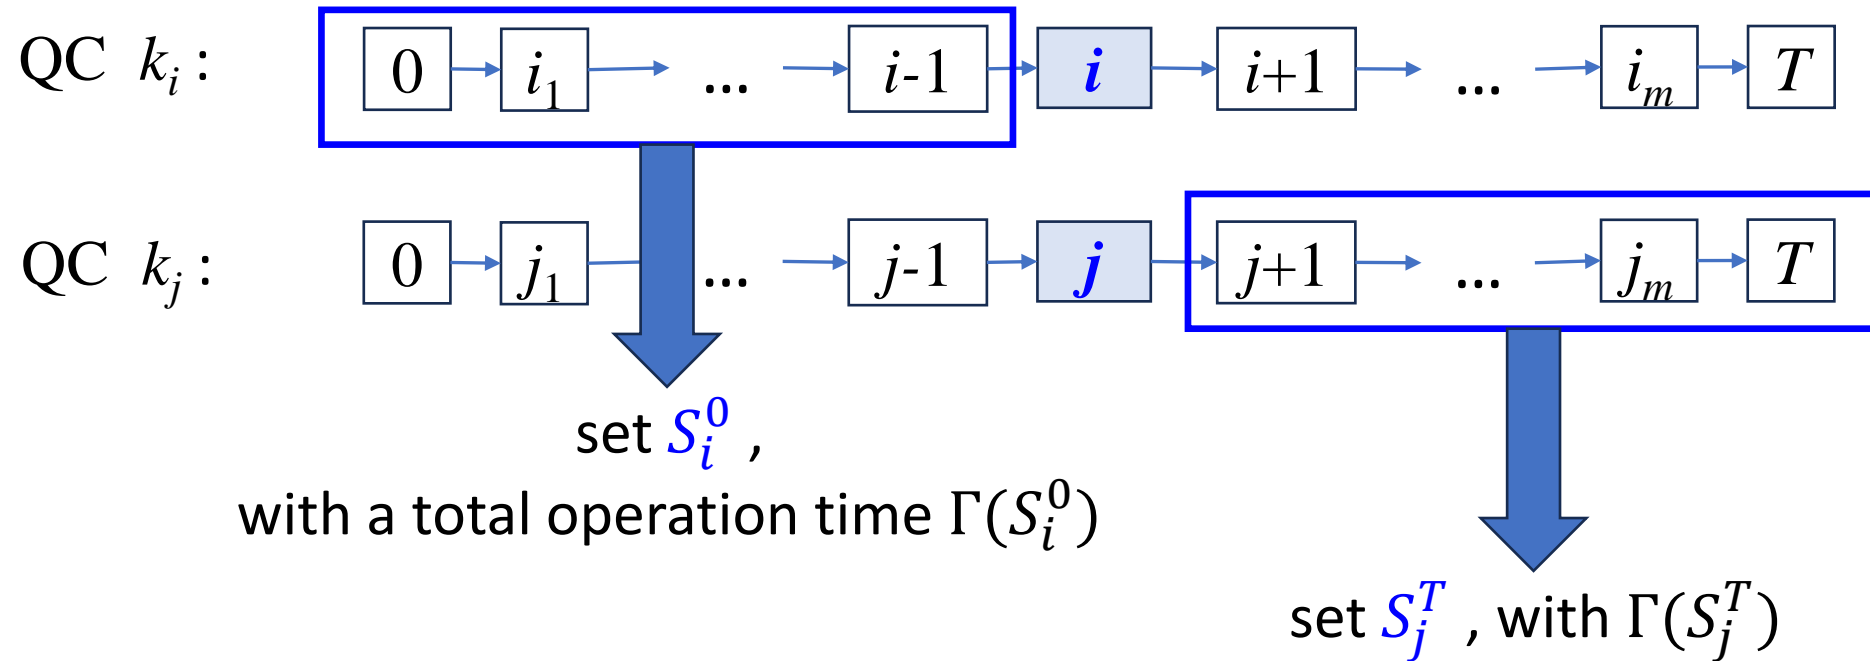 QC k_i : 0 i_1 ... i-1 i i+1 ... i_m T
QC k_j : 0 j_1 ... j-1 j j+1 ... j_m T
set S_i^0 ,
with a total operation time Γ(S_i^0)
set S_j^T , with Γ(S_j^T)